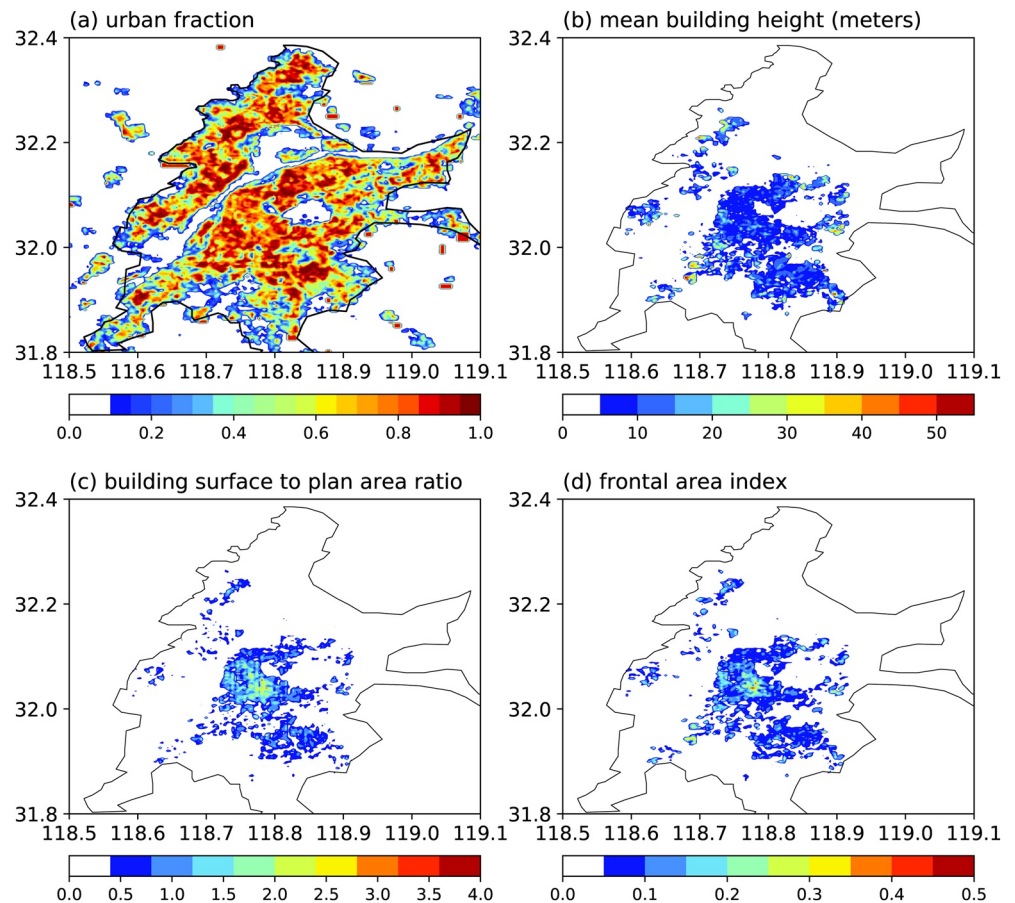 (a) urban fraction
32.4
32.2
32.0
31.8
118.5 118.6 118.7 118.8 118.9 119.0 119.1
0.0 0.2 0.4 0.6 0.8 1.0
(b) mean building height (meters)
32.4
32.2
32.0
31.8
118.5 118.6 118.7 118.8 118.9 119.0 119.1
0 10 20 30 40 50
(c) building surface to plan area ratio
32.4
32.2
32.0
31.8
118.5 118.6 118.7 118.8 118.9 119.0 119.1
0.0 0.5 1.0 1.5 2.0 2.5 3.0 3.5 4.0
(d) frontal area index
32.4
32.2
32.0
31.8
118.5 118.6 118.7 118.8 118.9 119.0 119.1
0.0 0.1 0.2 0.3 0.4 0.5